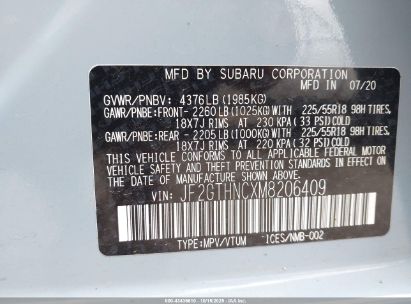 MFD BY SUBARU CORPORATION
MFD IN 07/20
GVWR/PNBV: 4376LB(1985KG)
GAWR/PNBE:FRONT- 2260LB(1025KG)WITH 225/55R18 98H TIRES,
18X7J RIMS AT 230 KPA(33 PSI)COLD
GAWR/PNBE:REAR - 2205LB(1000KG)WITH 225/55R18 98H TIRES,
18X7J RIMS AT 220 KPA(32 PSI)COLD
THIS VEHICLE CONFORMS TO ALL APPLICABLE U.S. FEDERAL MOTOR VEHICLE
SAFETY AND THEFT PREVENTION STANDARDS IN EFFECT ON THE
DATE OF MANUFACTURE SHOWN ABOVE.
VIN: JF2GTHNCXM8206409
TYPE:MPV/VTUM ICES/NMB-002